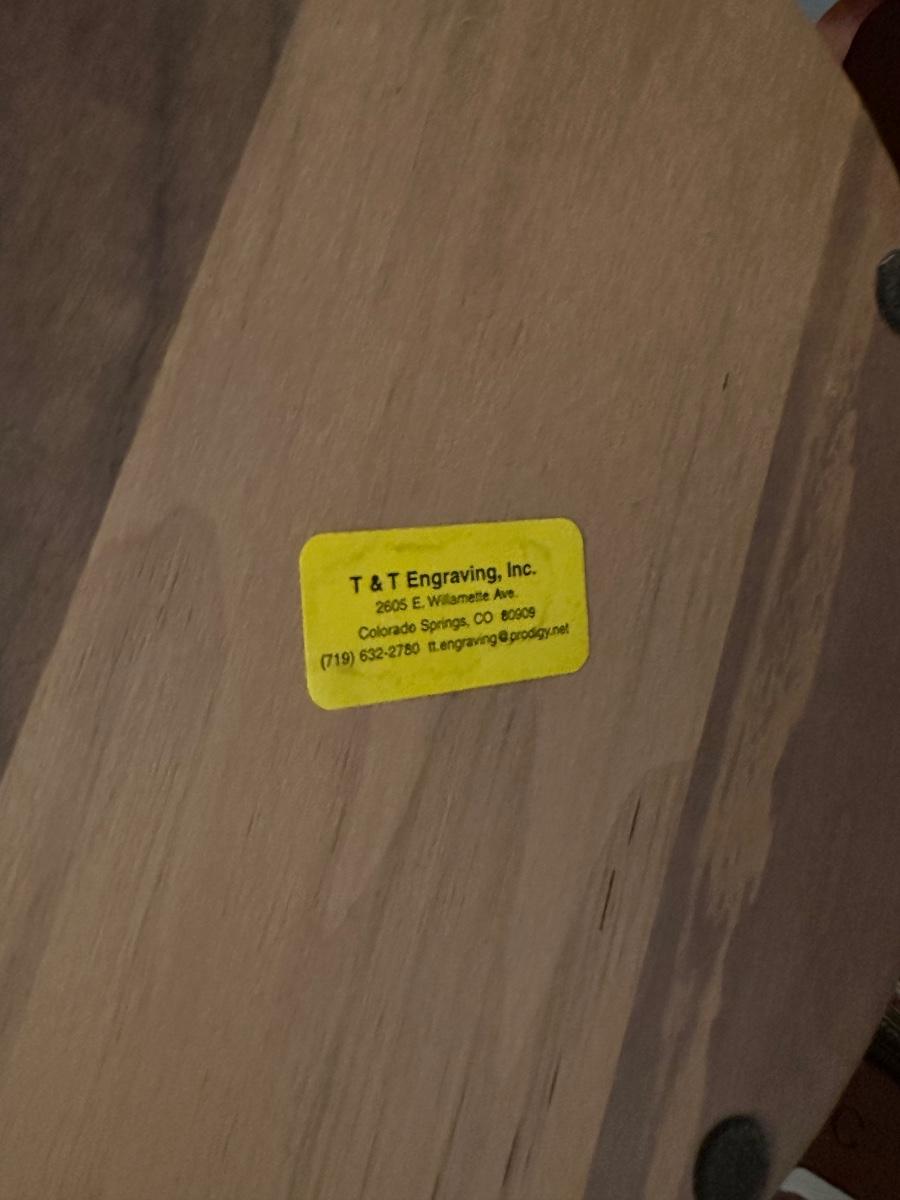 T & T Engraving, Inc.
2605 E. Willamette Ave.
Colorado Springs, CO 80909
(719) 632-2780 tt.engraving@prodigy.net